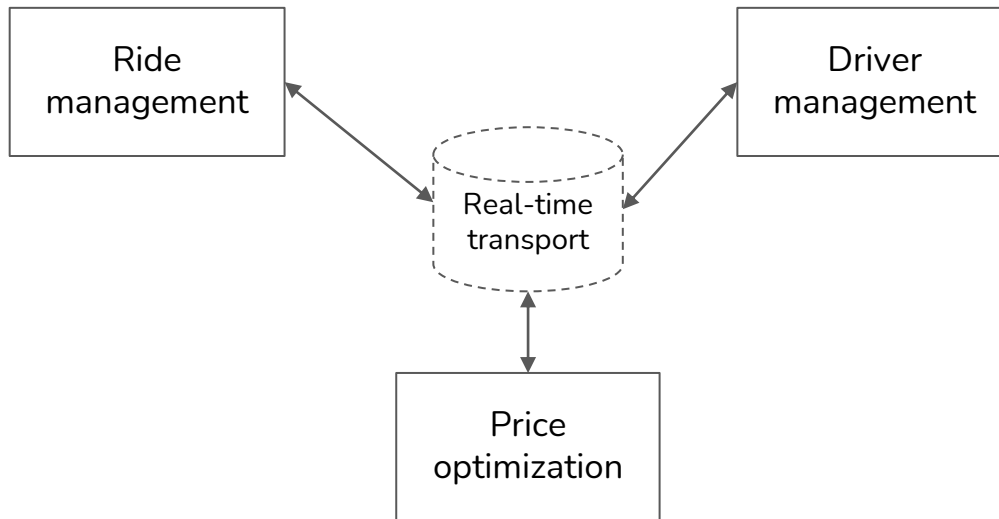 Ride
management
Driver
management
Real-time
transport
Price
optimization